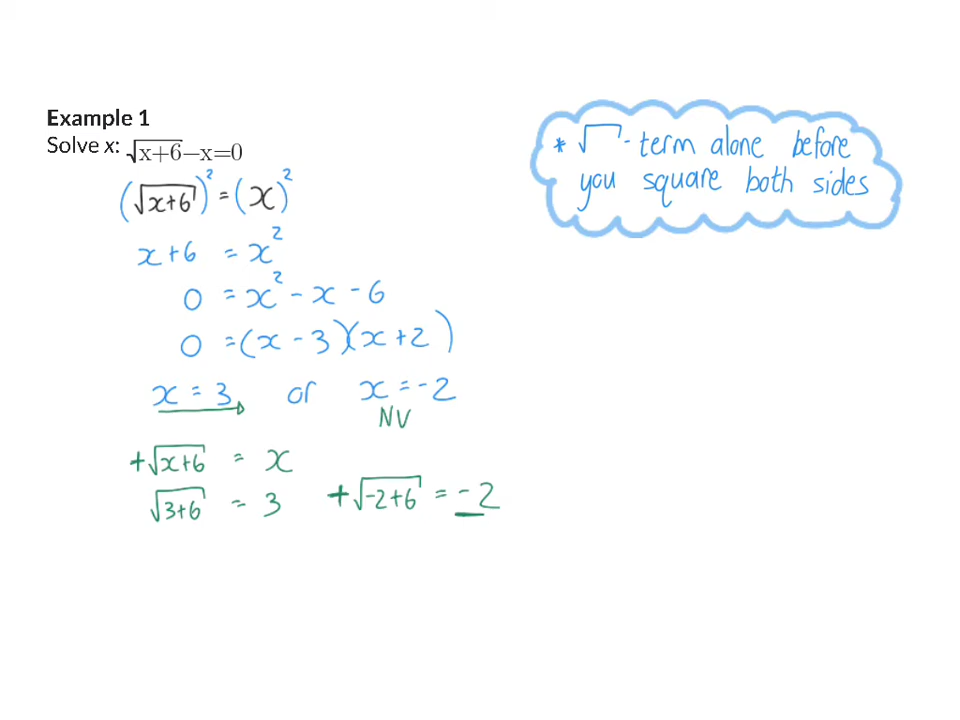 Example 1
Solve x: √x+6−x=0
(√x+6)² = (x)²
x+6 = x²
0 = x² - x - 6
0 = (x - 3)(x + 2)
x = 3 or x = -2
NV
+√x+6 = x
√3+6 = 3 +√-2+6 = -2
* √ - term alone before
you square both sides